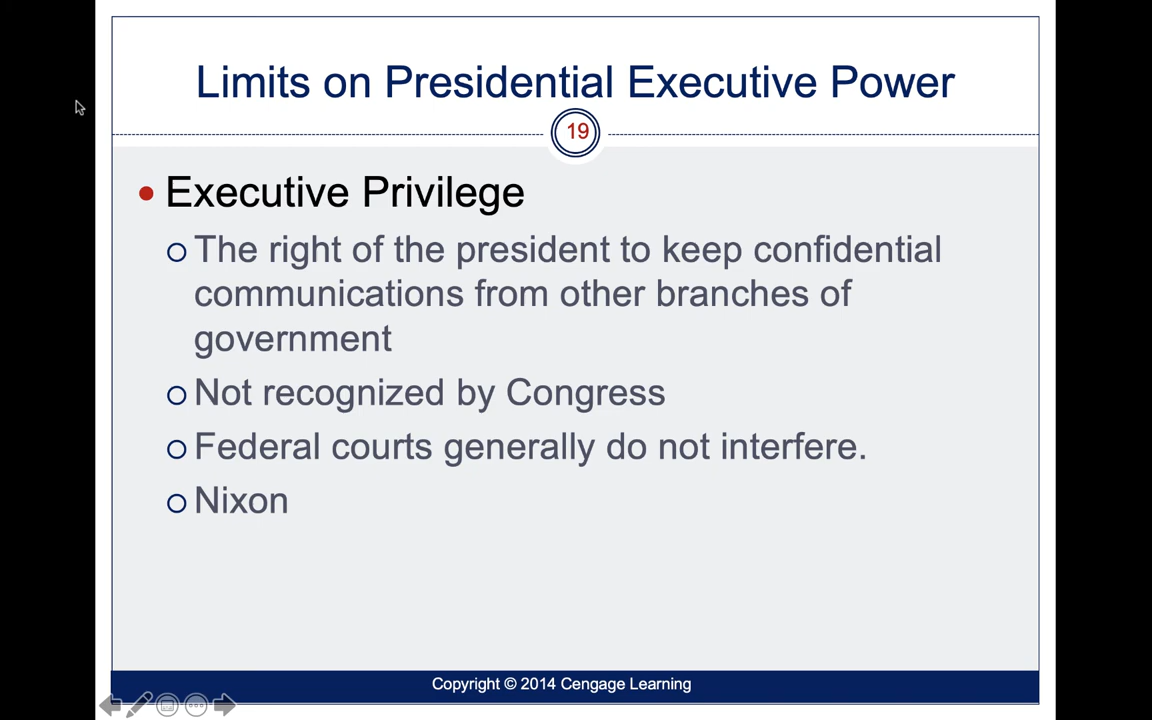 Limits on Presidential Executive Power
19
Executive Privilege
The right of the president to keep confidential
communications from other branches of
government
Not recognized by Congress
Federal courts generally do not interfere.
Nixon
Copyright © 2014 Cengage Learning